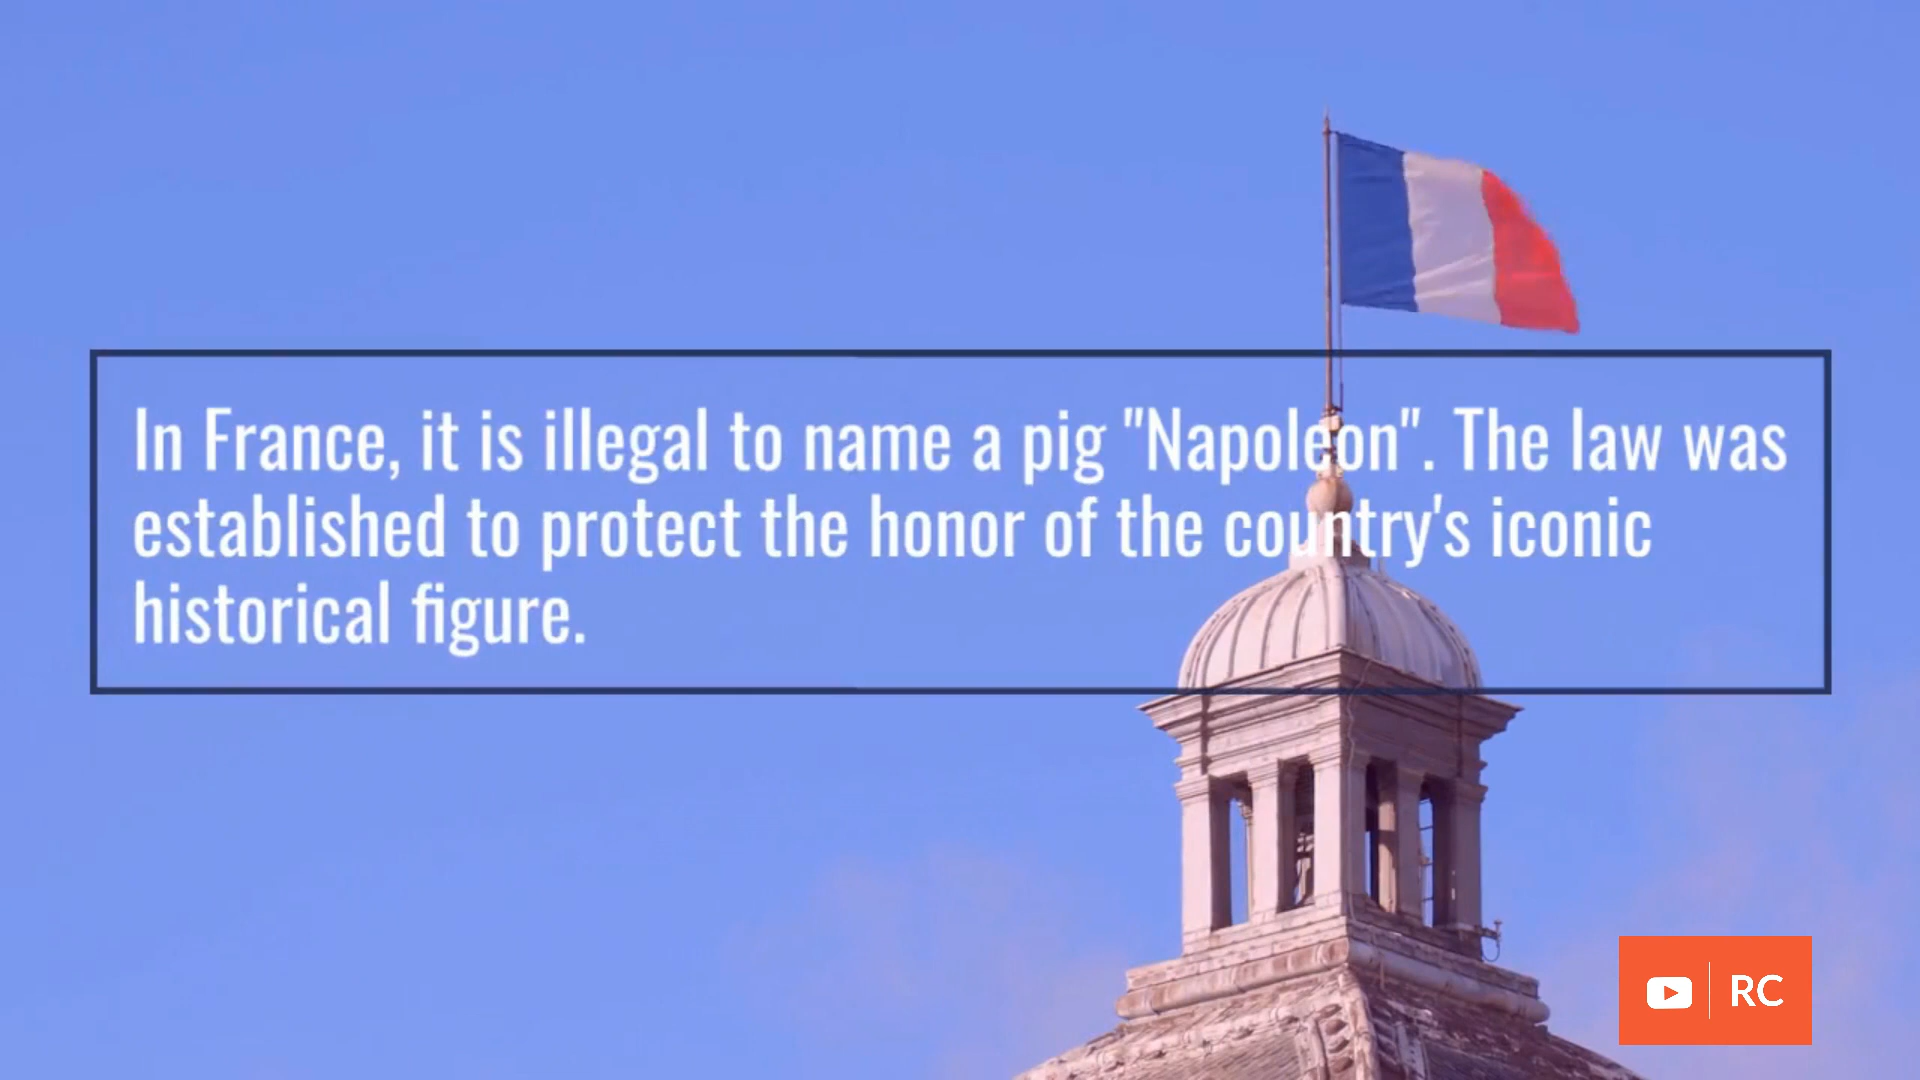 In France, it is illegal to name a pig "Napoleon". The law was
established to protect the honor of the country's iconic
historical figure.
RC